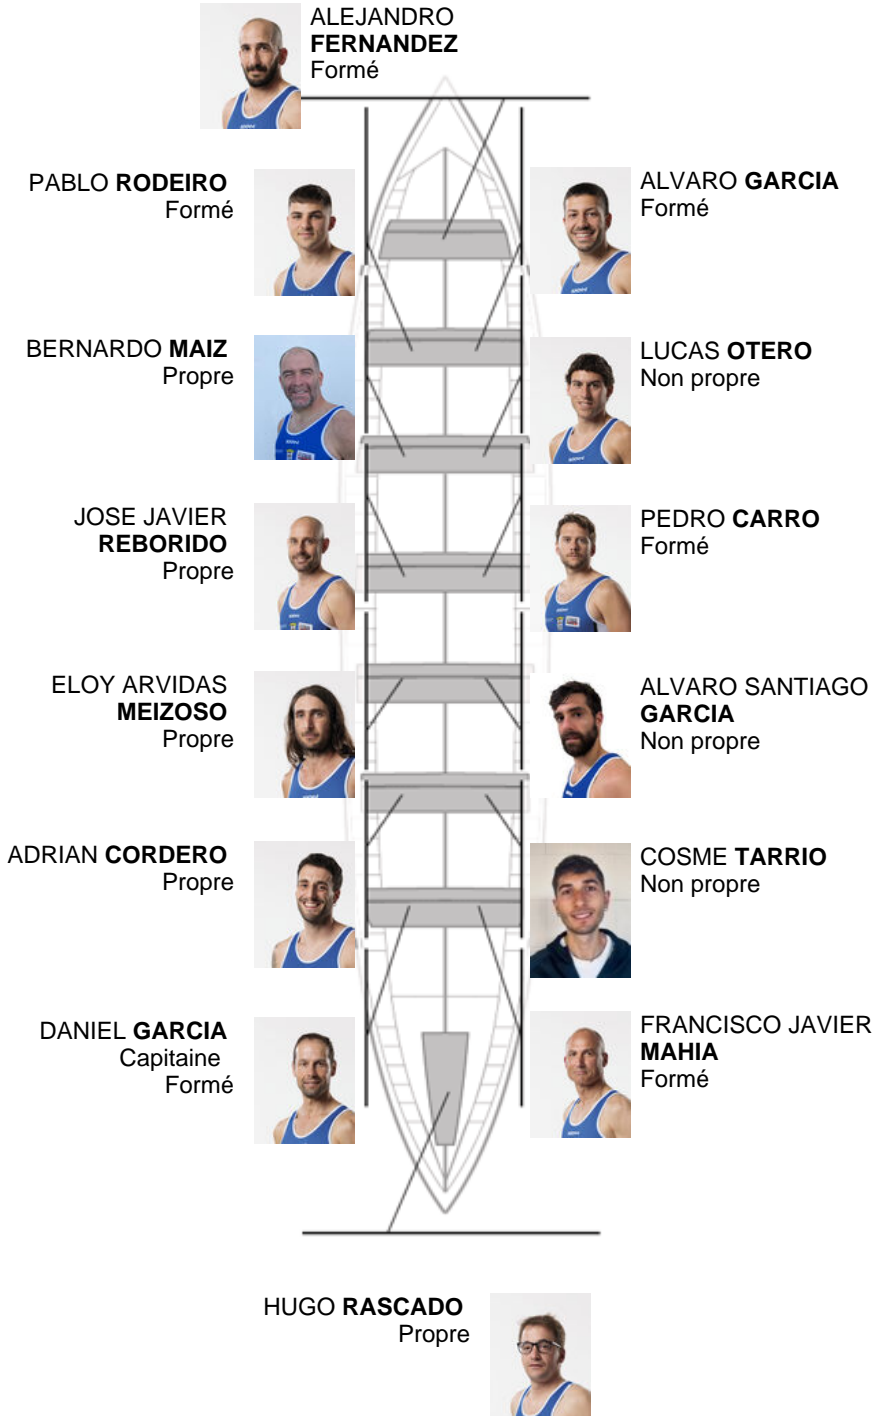 ALEJANDRO
FERNANDEZ
Formé
PABLO RODEIRO
Formé
ALVARO GARCIA
Formé
BERNARDO MAIZ
Propre
LUCAS OTERO
Non propre
JOSE JAVIER
REBORIDO
Propre
PEDRO CARRO
Formé
ELOY ARVIDAS
MEIZOSO
Propre
ALVARO SANTIAGO
GARCIA
Non propre
ADRIAN CORDERO
Propre
COSME TARRIO
Non propre
DANIEL GARCIA
Capitaine
Formé
FRANCISCO JAVIER
MAHIA
Formé
HUGO RASCADO
Propre